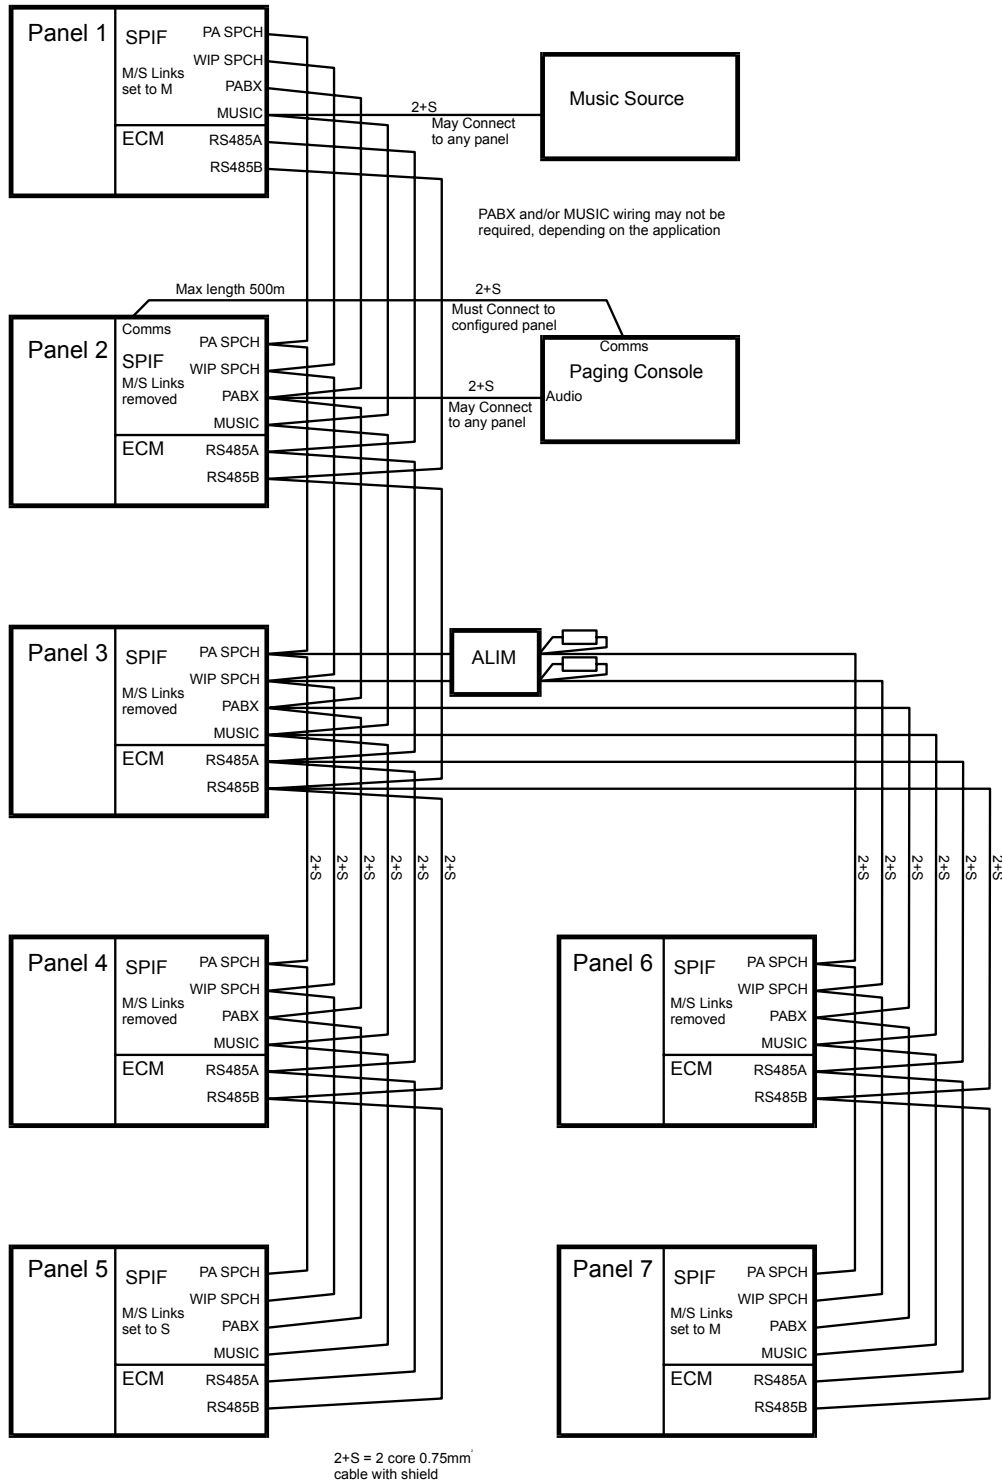 Panel 1
SPIF
M/S Links
set to M
ECM
PA SPCH
WIP SPCH
PABX
MUSIC
RS485A
RS485B
2+S
May Connect
to any panel
Music Source
PABX and/or MUSIC wiring may not be
required, depending on the application
Max length 500m
2+S
Must Connect to
configured panel
Panel 2
Comms
SPIF
M/S Links
removed
ECM
PA SPCH
WIP SPCH
PABX
MUSIC
RS485A
RS485B
2+S
May Connect
to any panel
Comms
Paging Console
Audio
Panel 3
SPIF
M/S Links
removed
ECM
PA SPCH
WIP SPCH
PABX
MUSIC
RS485A
RS485B
ALIM
2+S
2+S
2+S
2+S
2+S
2+S
2+S
2+S
2+S
2+S
2+S
2+S
Panel 4
SPIF
M/S Links
removed
ECM
PA SPCH
WIP SPCH
PABX
MUSIC
RS485A
RS485B
Panel 6
SPIF
M/S Links
removed
ECM
PA SPCH
WIP SPCH
PABX
MUSIC
RS485A
RS485B
Panel 5
SPIF
M/S Links
set to S
ECM
PA SPCH
WIP SPCH
PABX
MUSIC
RS485A
RS485B
Panel 7
SPIF
M/S Links
set to M
ECM
PA SPCH
WIP SPCH
PABX
MUSIC
RS485A
RS485B
2+S = 2 core 0.75mm²
cable with shield